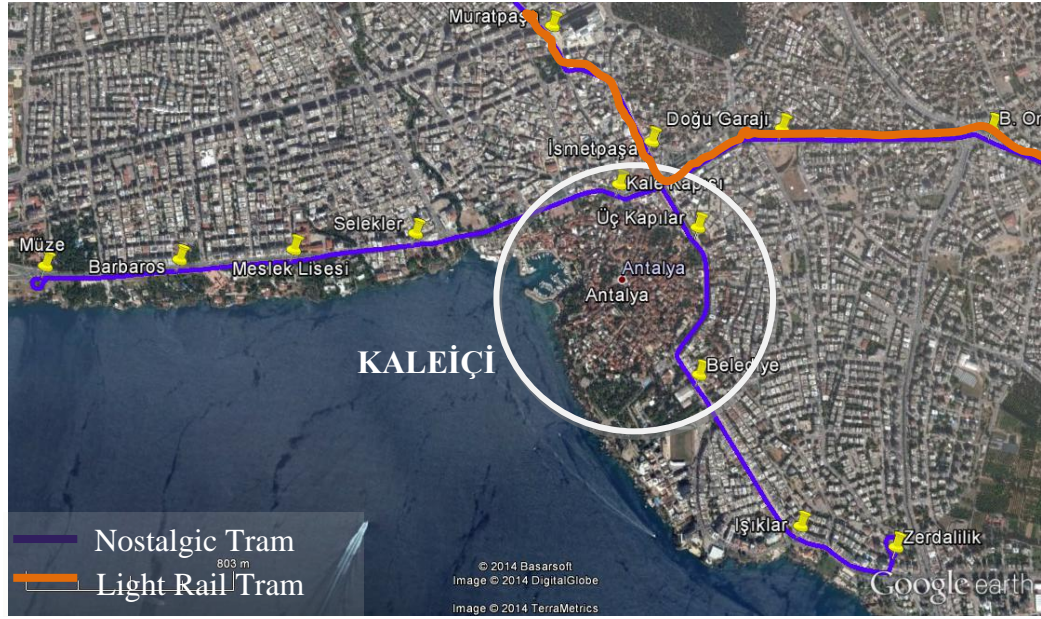 Muratpaşa
Doğu Garajı
B. Or
İsmetpaşa
Kale Kapısı
Üç Kapılar
Selekler
Müze
Barbaros
Meslek Lisesi
Antalya
Antalya
KALEİÇİ
Belediye
Işıklar
Zerdalilik
Nostalgic Tram
803 m
Light Rail Tram
© 2014 Basarsoft
Image © 2014 DigitalGlobe
Image © 2014 TerraMetrics
Google earth